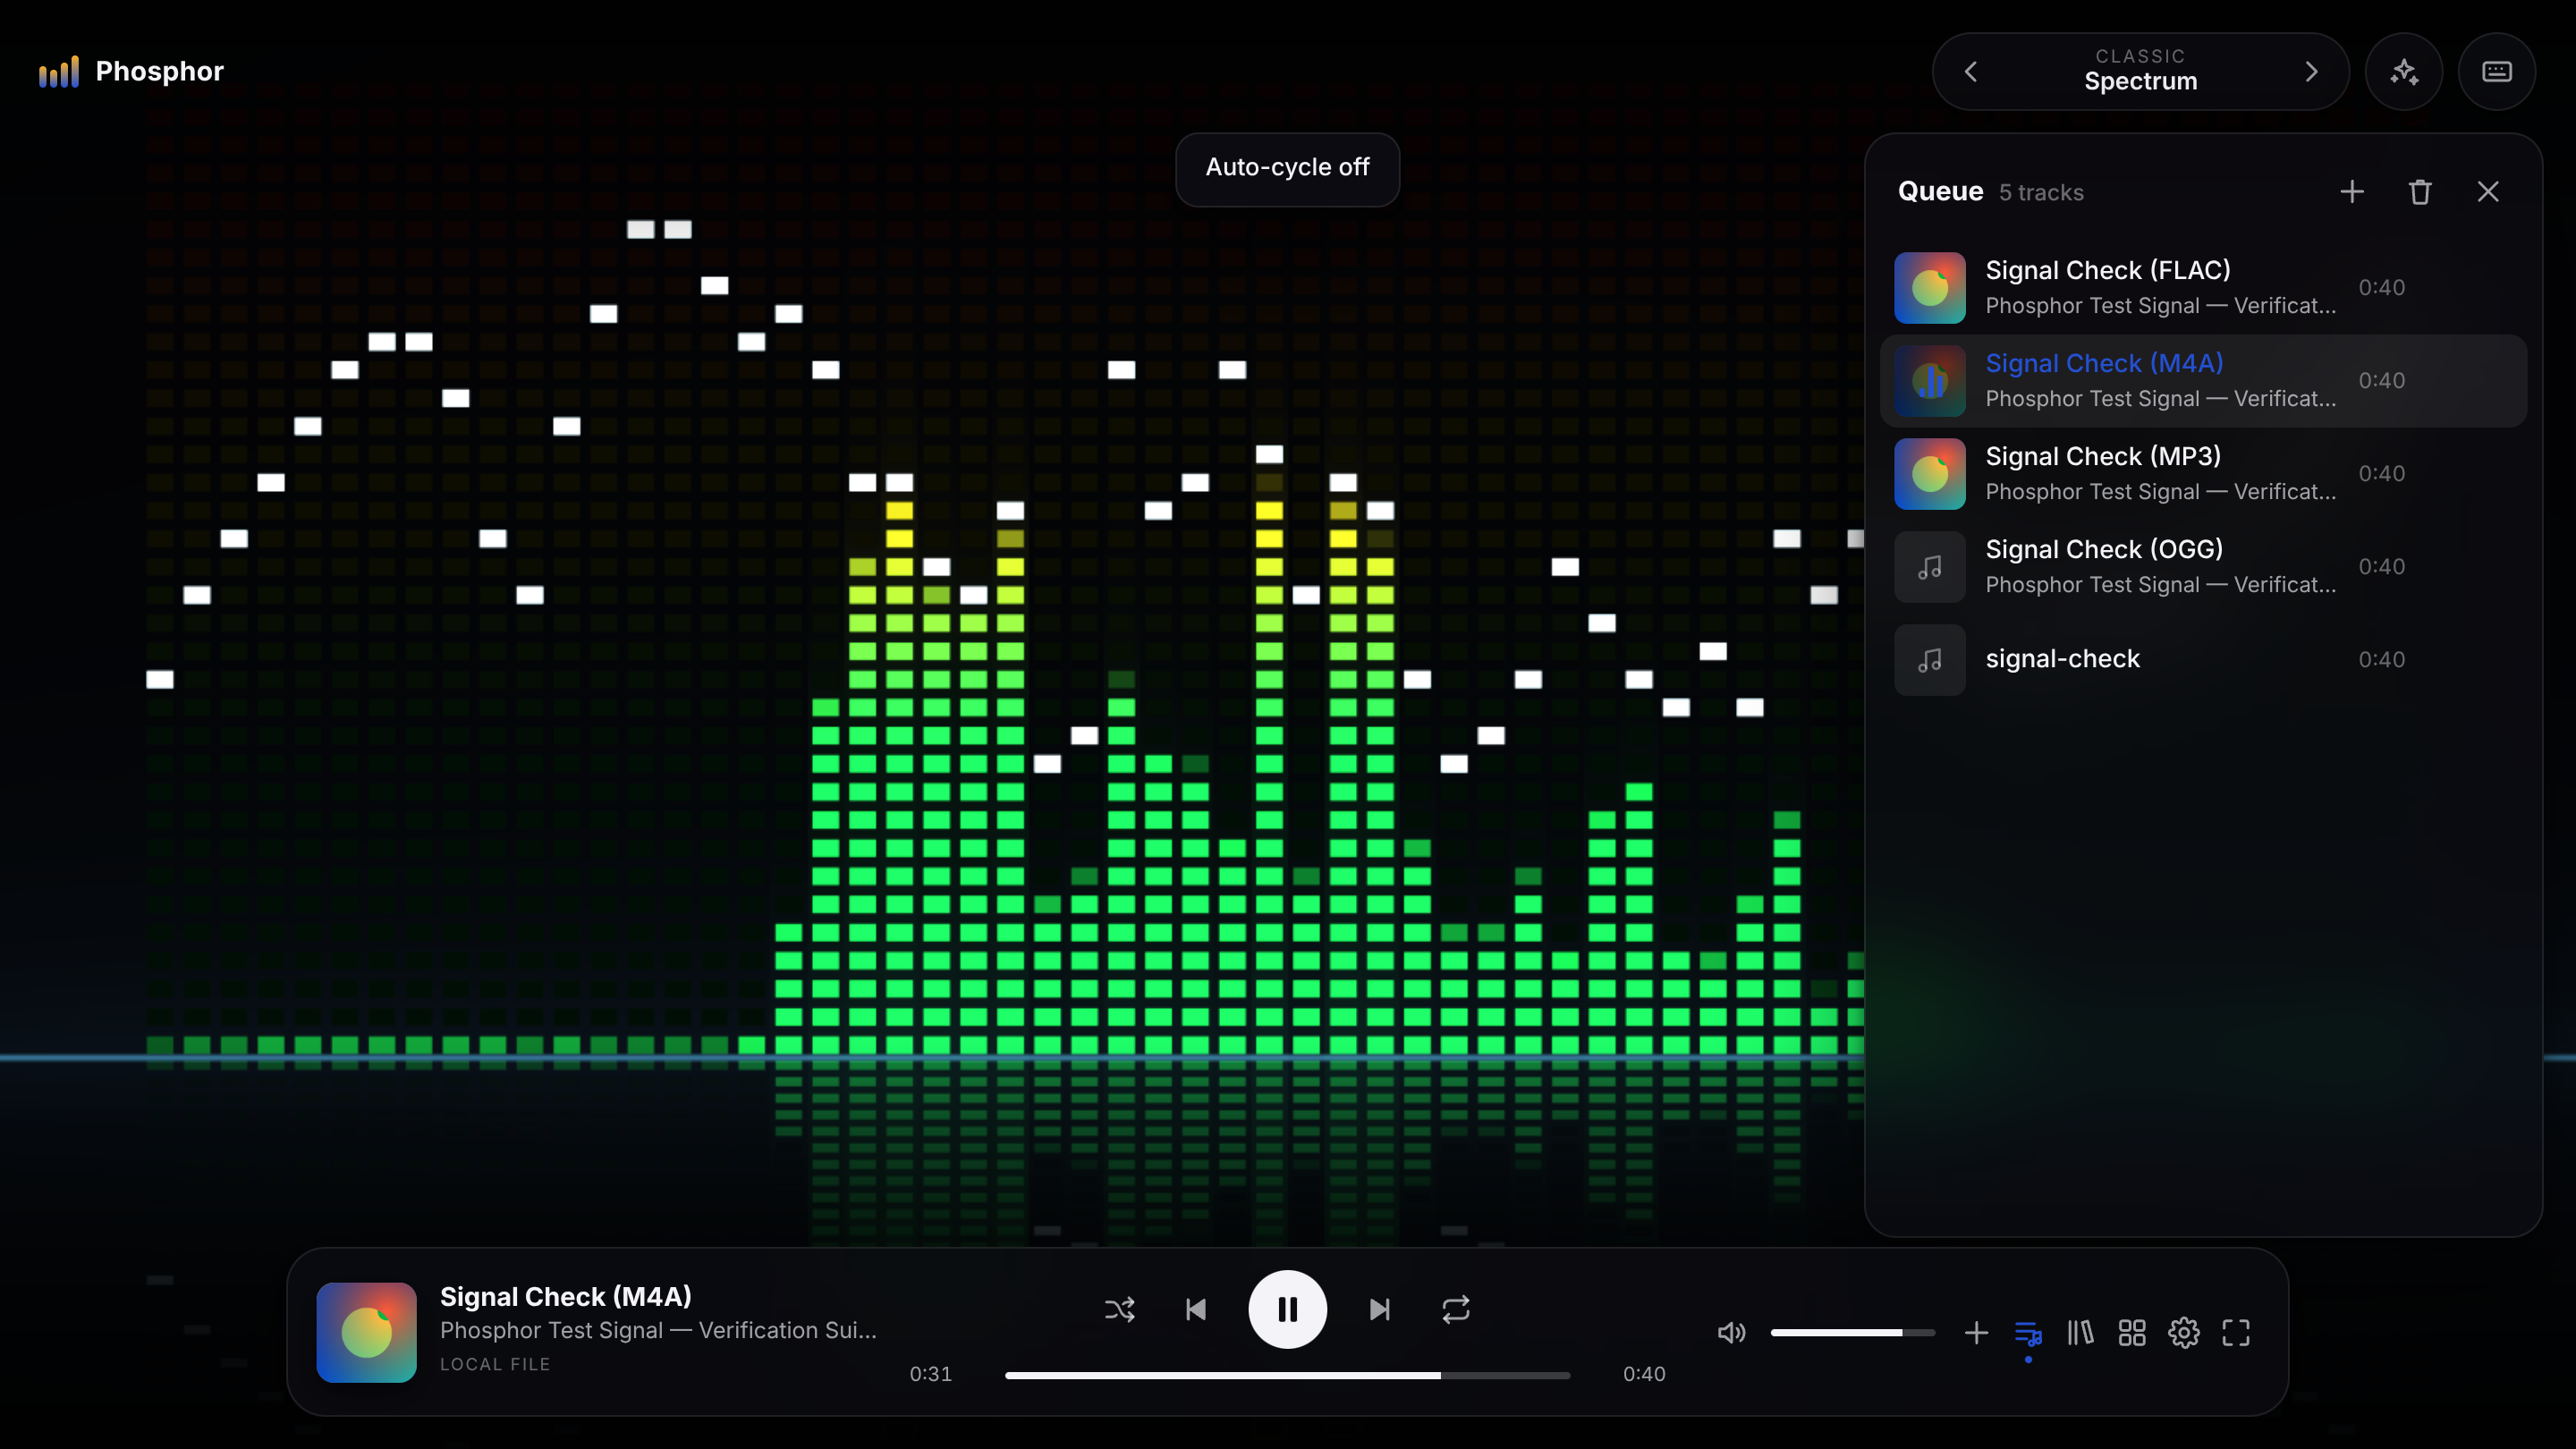 Phosphor
CLASSIC
Spectrum
Auto-cycle off
Queue 5 tracks
Signal Check (FLAC)
Phosphor Test Signal — Verificat...
0:40
Signal Check (M4A)
Phosphor Test Signal — Verificat...
0:40
Signal Check (MP3)
Phosphor Test Signal — Verificat...
0:40
Signal Check (OGG)
Phosphor Test Signal — Verificat...
0:40
signal-check
0:40
Signal Check (M4A)
Phosphor Test Signal — Verification Sui...
LOCAL FILE
0:31
0:40